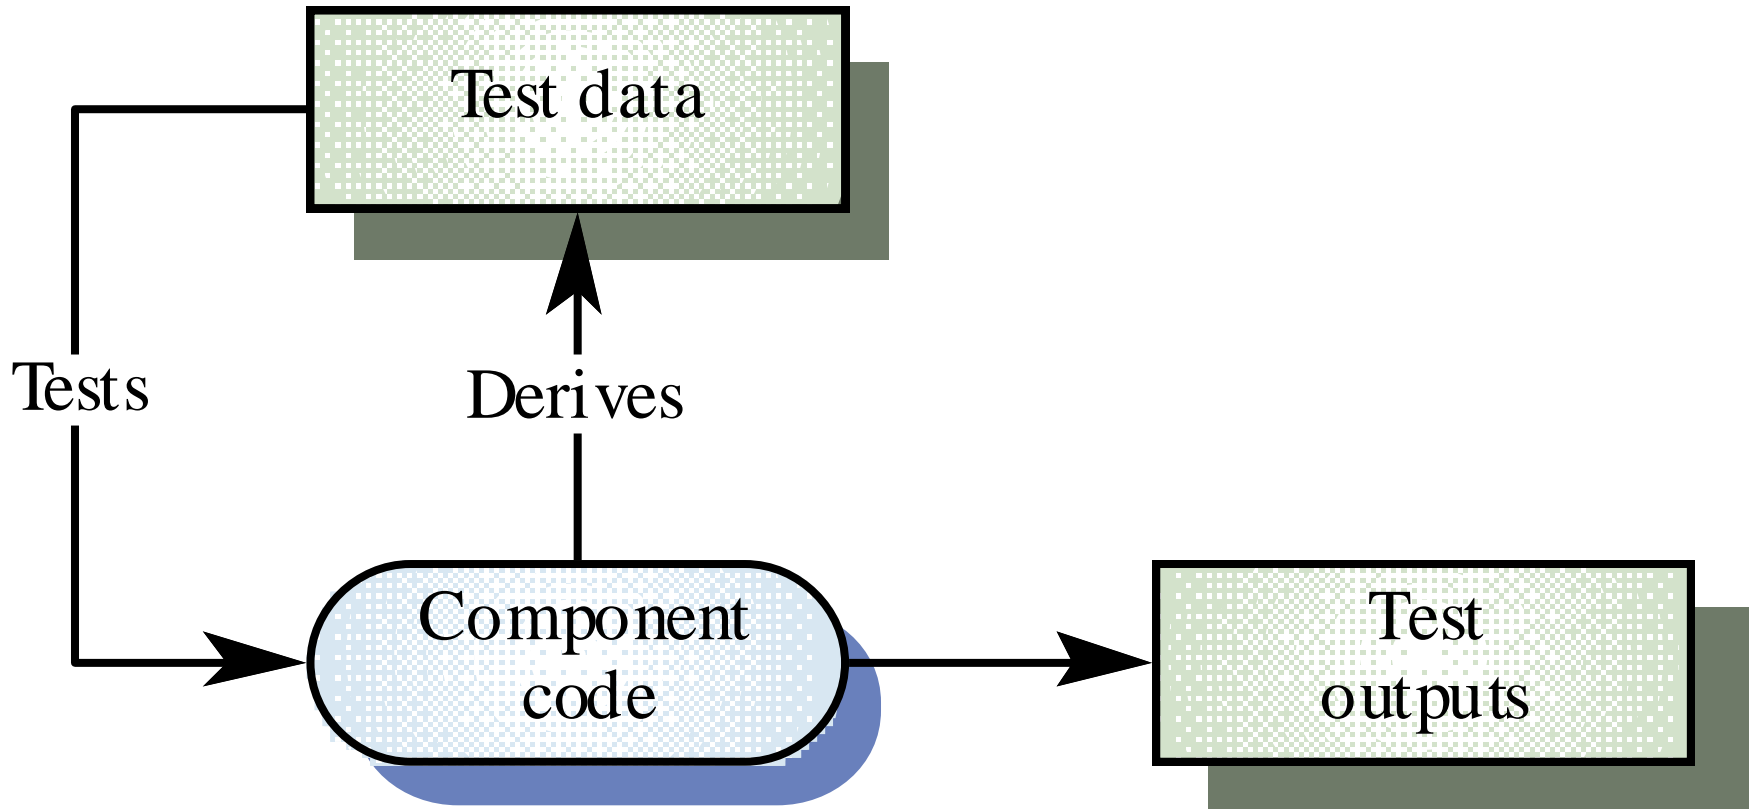 Test data
Tests
Derives
Component
code
Test
outputs